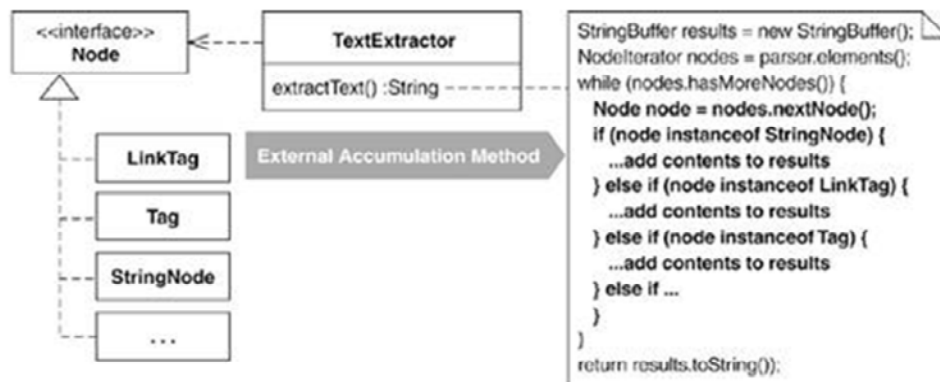 <<interface>>
Node
TextExtractor
extractText() :String
LinkTag
Tag
StringNode
...
External Accumulation Method
StringBuffer results = new StringBuffer();
NodeIterator nodes = parser.elements();
while (nodes.hasMoreNodes()) {
Node node = nodes.nextNode();
if (node instanceof StringNode) {
...add contents to results
} else if (node instanceof LinkTag) {
...add contents to results
} else if (node instanceof Tag) {
...add contents to results
} else if ...
}
}
return results.toString());